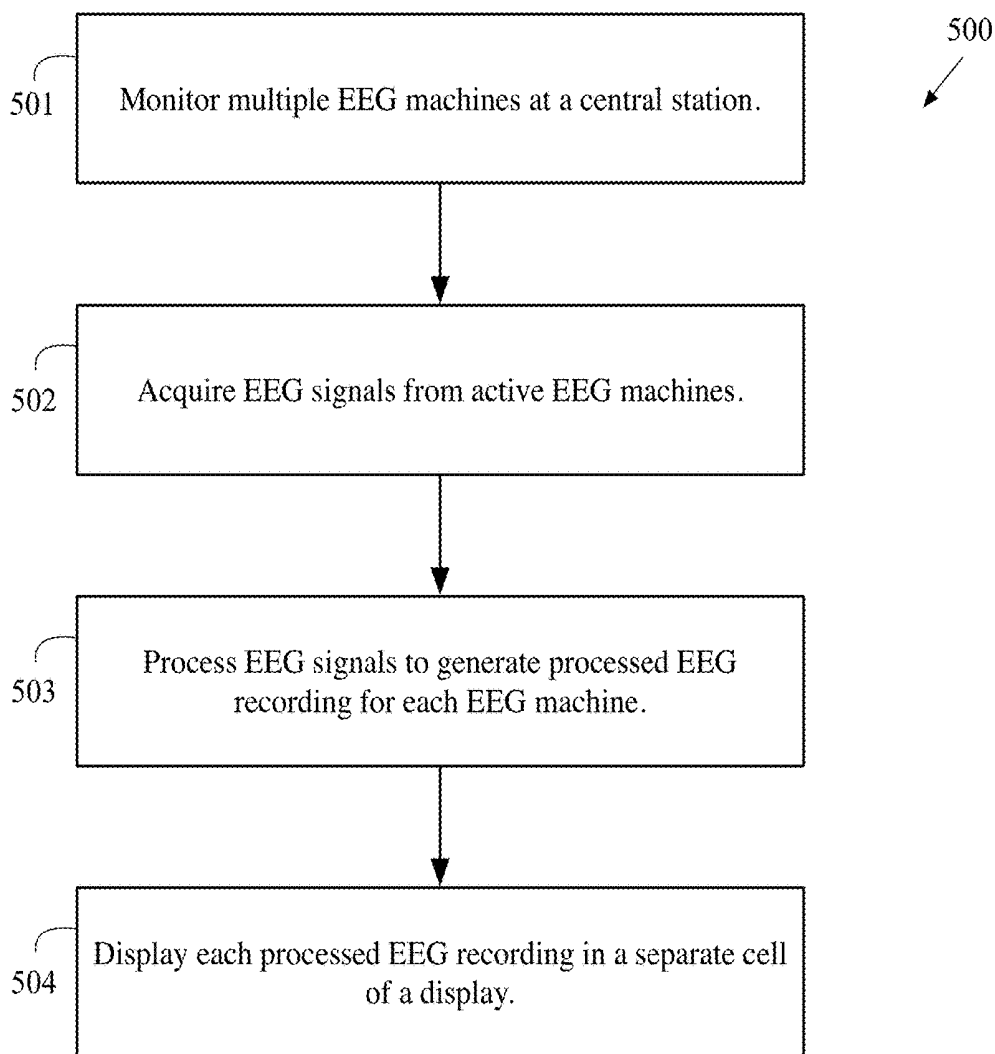 500
501
Monitor multiple EEG machines at a central station.
502
Acquire EEG signals from active EEG machines.
503
Process EEG signals to generate processed EEG
recording for each EEG machine.
504
Display each processed EEG recording in a separate cell
of a display.